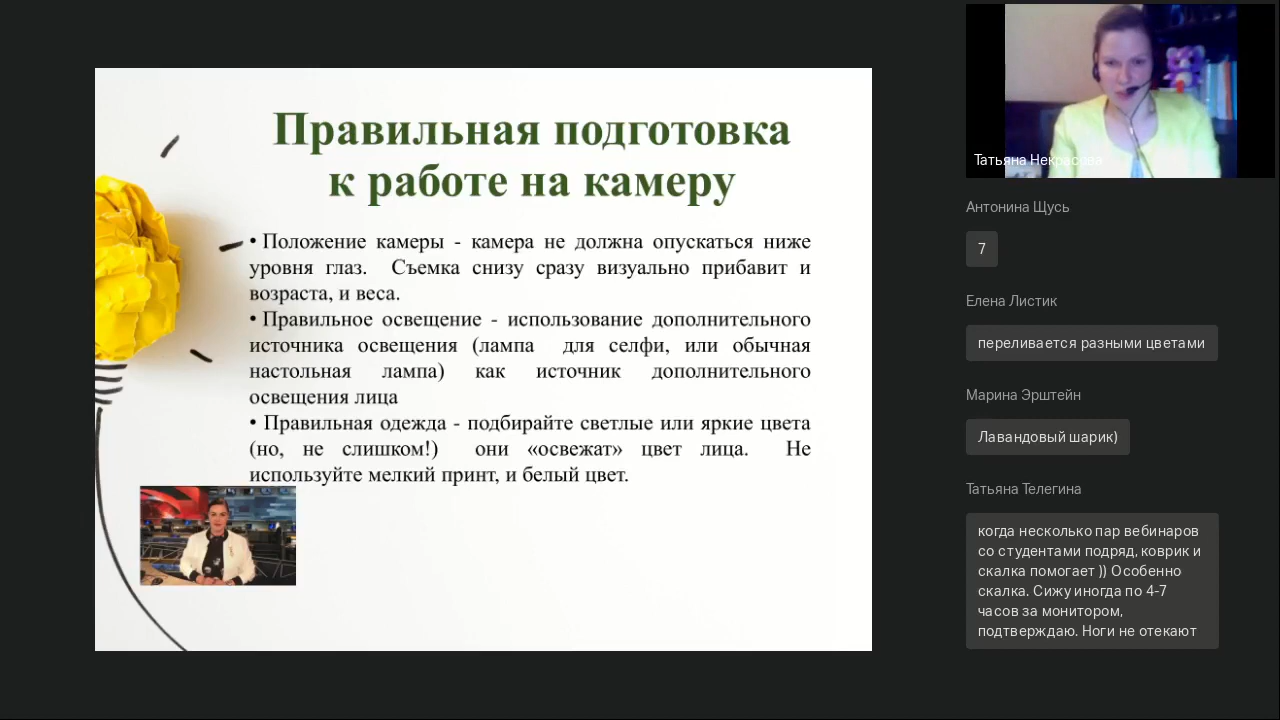 Правильная подготовка
к работе на камеру
• Положение камеры - камера не должна опускаться ниже
уровня глаз. Съемка снизу сразу визуально прибавит и
возраста, и веса.
• Правильное освещение - использование дополнительного
источника освещения (лампа для селфи, или обычная
настольная лампа) как источник дополнительного
освещения лица
• Правильная одежда - подбирайте светлые или яркие цвета
(но, не слишком!) они «освежат» цвет лица. Не
используйте мелкий принт, и белый цвет.
Татьяна Некрасова
Антонина Щусь
7
Елена Листик
переливается разными цветами
Марина Эрштейн
Лавандовый шарик)
Татьяна Телегина
когда несколько пар вебинаров
со студентами подряд, коврик и
скалка помогает )) Особенно
скалка. Сижу иногда по 4-7
часов за монитором,
подтверждаю. Ноги не отекают